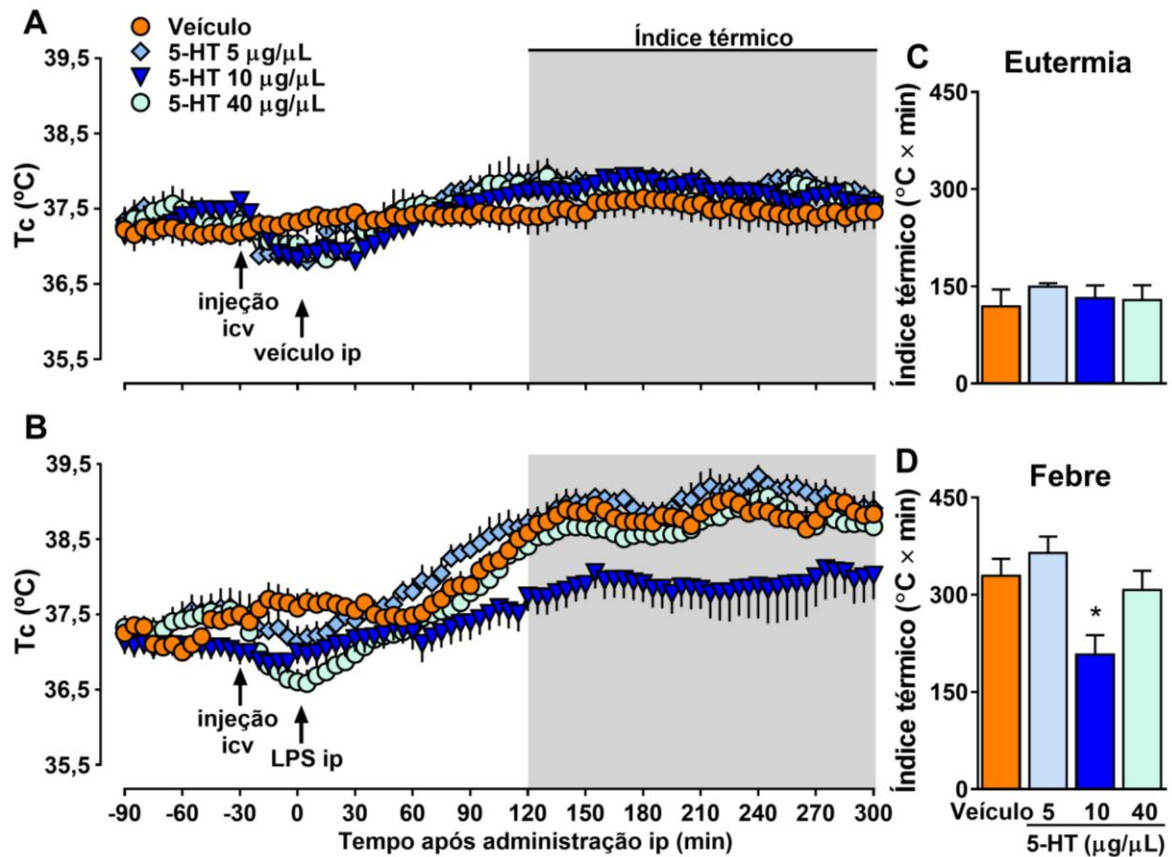 A
Veículo
5-HT 5 µg/µL
5-HT 10 µg/µL
5-HT 40 µg/µL
Índice térmico
39,5
38,5
37,5
36,5
35,5
Tc (ºC)
injeção
icv
veículo ip
C
Eutermia
450
300
150
0
Índice térmico (°C × min)
B
39,5
38,5
37,5
36,5
35,5
Tc (ºC)
injeção
icv
LPS ip
-90 -60 -30 0 30 60 90 120 150 180 210 240 270 300
Tempo após administração ip (min)
D
Febre
450
300
150
0
Índice térmico (°C × min)
*
Veículo 5 10 40
5-HT (µg/µL)